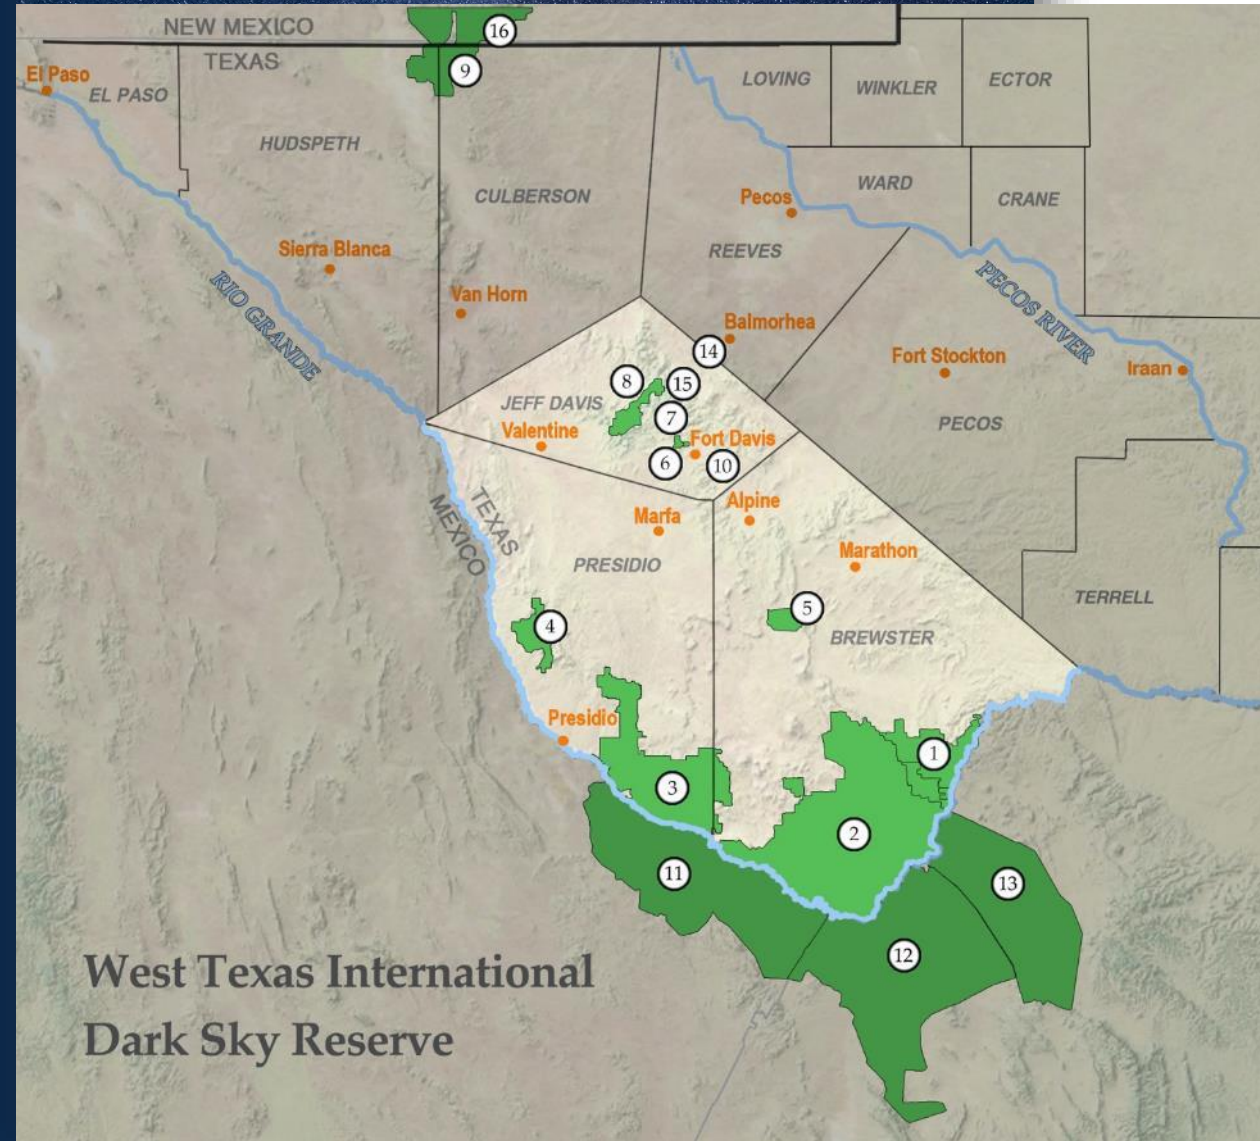 NEW MEXICO
16
TEXAS
El Paso
EL PASO
9
LOVING
WINKLER
ECTOR
HUDSPETH
CULBERSON
Pecos
WARD
CRANE
REEVES
Sierra Blanca
Van Horn
RIO GRANDE
PECOS RIVER
Balmorhea
14
Fort Stockton
Iraan
8
15
JEFF DAVIS
7
PECOS
Valentine
Fort Davis
6
10
Alpine
TEXAS
MEXICO
Marfa
Marathon
PRESIDIO
TERRELL
5
4
BREWSTER
Presidio
1
3
2
11
13
12
West Texas International
Dark Sky Reserve